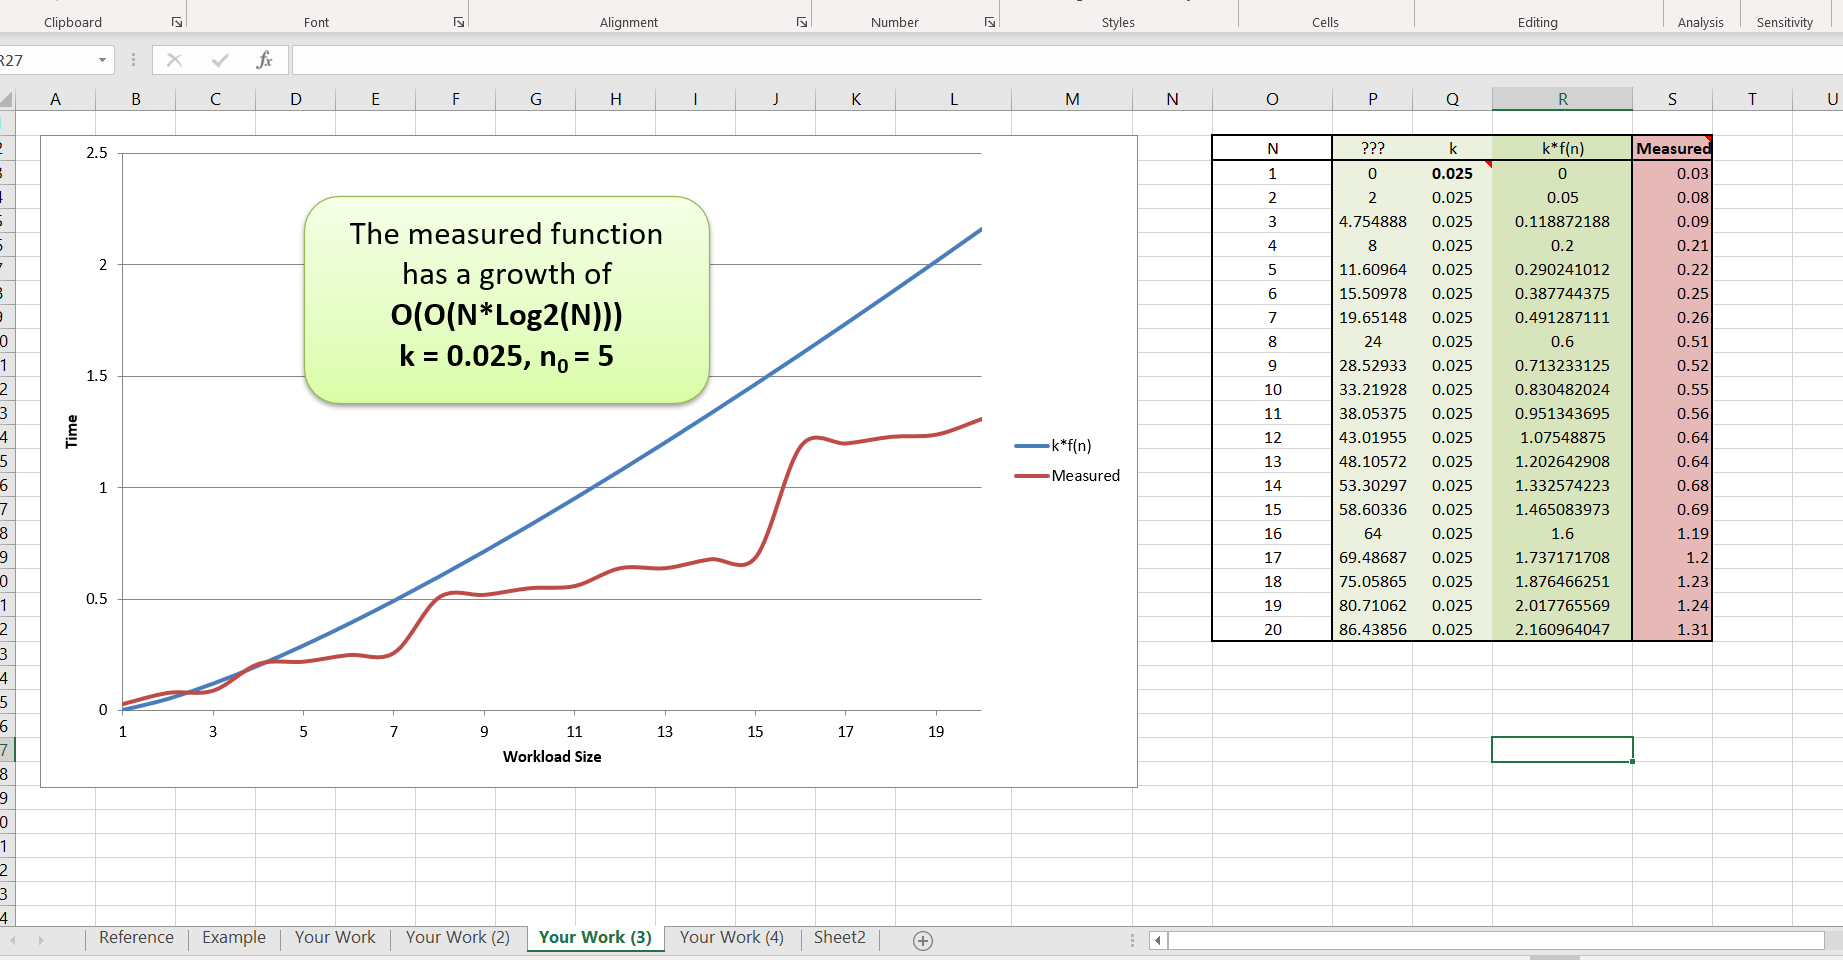 Clipboard Font Alignment Number Styles Cells Editing Analysis Sensitivity
R27 fx
A B C D E F G H I J K L M N O P Q R S T U
2.5
2
1.5
1
0.5
0
Time
The measured function
has a growth of
O(O(N*Log2(N)))
k = 0.025, n0 = 5
k*f(n)
Measured
1 3 5 7 9 11 13 15 17 19
Workload Size
N ??? k k*f(n) Measured
1 0 0.025 0 0.03
2 2 0.025 0.05 0.08
3 4.754888 0.025 0.118872188 0.09
4 8 0.025 0.2 0.21
5 11.60964 0.025 0.290241012 0.22
6 15.50978 0.025 0.387744375 0.25
7 19.65148 0.025 0.491287111 0.26
8 24 0.025 0.6 0.51
9 28.52933 0.025 0.713233125 0.52
10 33.21928 0.025 0.830482024 0.55
11 38.05375 0.025 0.951343695 0.56
12 43.01955 0.025 1.07548875 0.64
13 48.10572 0.025 1.202642908 0.64
14 53.30297 0.025 1.332574223 0.68
15 58.60336 0.025 1.465083973 0.69
16 64 0.025 1.6 1.19
17 69.48687 0.025 1.737171708 1.2
18 75.05865 0.025 1.876466251 1.23
19 80.71062 0.025 2.017765569 1.24
20 86.43856 0.025 2.160964047 1.31
Reference Example Your Work Your Work (2) Your Work (3) Your Work (4) Sheet2